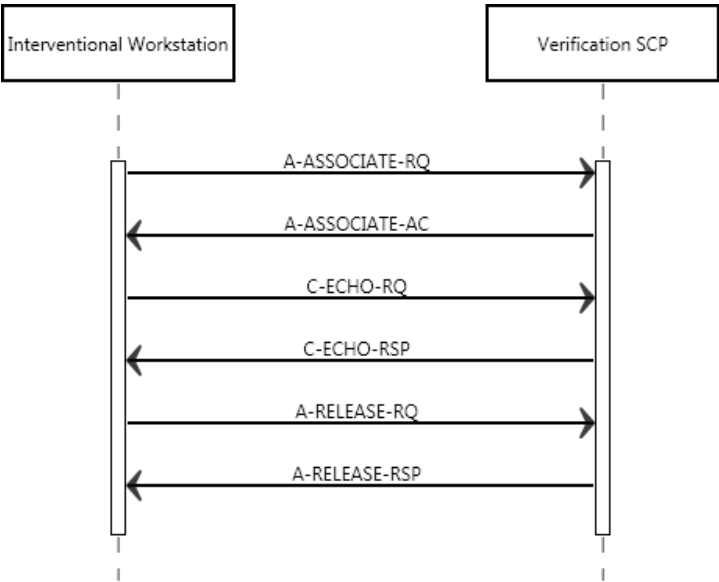 Interventional Workstation
Verification SCP
A-ASSOCIATE-RQ
A-ASSOCIATE-AC
C-ECHO-RQ
C-ECHO-RSP
A-RELEASE-RQ
A-RELEASE-RSP